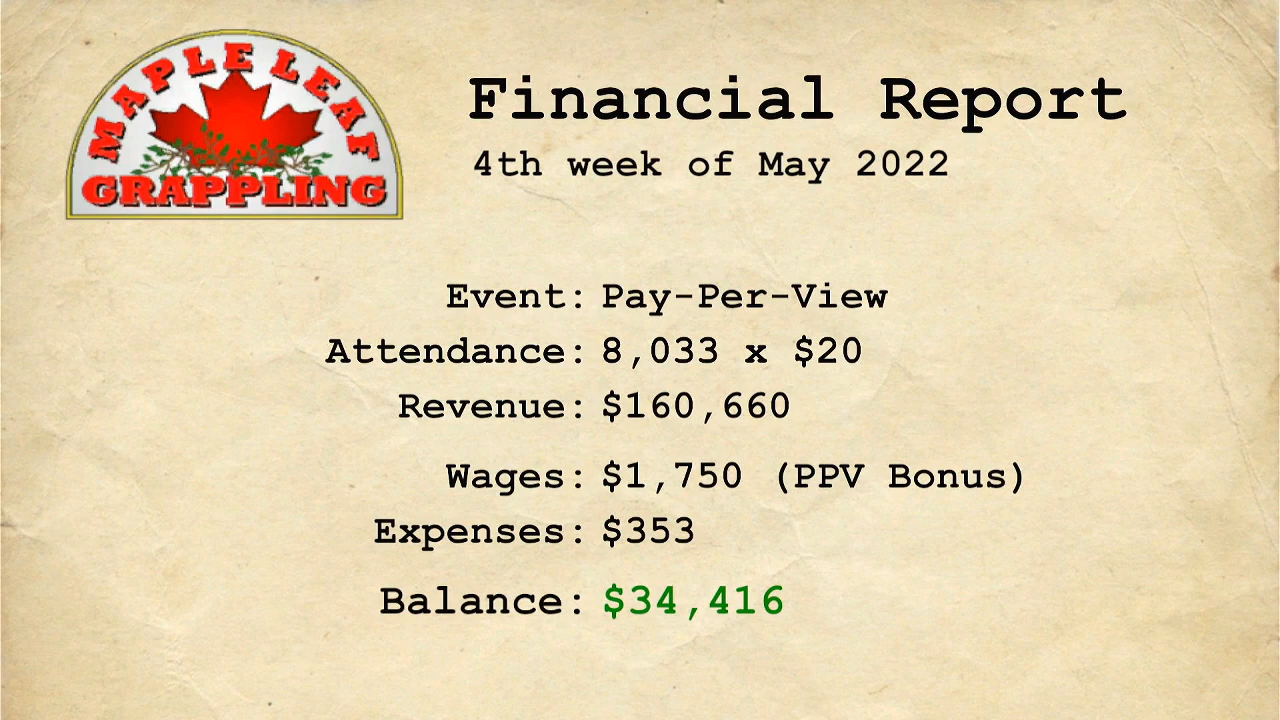 MAPLE LEAF
GRAPPLING
Financial Report
4th week of May 2022
Event: Pay-Per-View
Attendance: 8,033 x $20
Revenue: $160,660
Wages: $1,750 (PPV Bonus)
Expenses: $353
Balance: $34,416